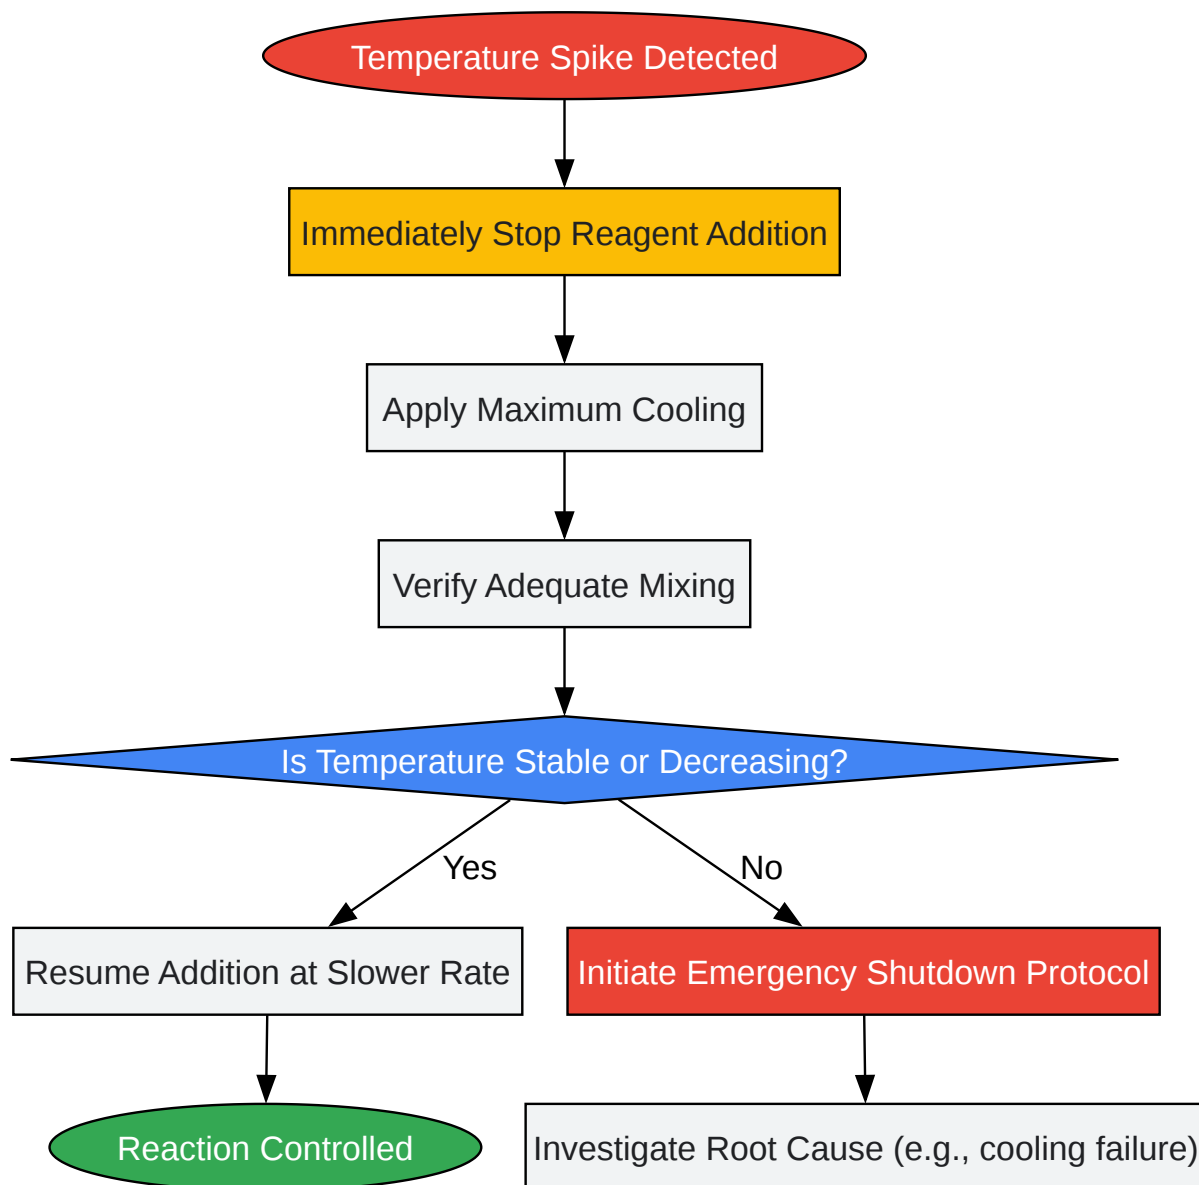 Temperature Spike Detected
Immediately Stop Reagent Addition
Apply Maximum Cooling
Verify Adequate Mixing
Is Temperature Stable or Decreasing?
Yes
No
Resume Addition at Slower Rate
Initiate Emergency Shutdown Protocol
Reaction Controlled
Investigate Root Cause (e.g., cooling failure)